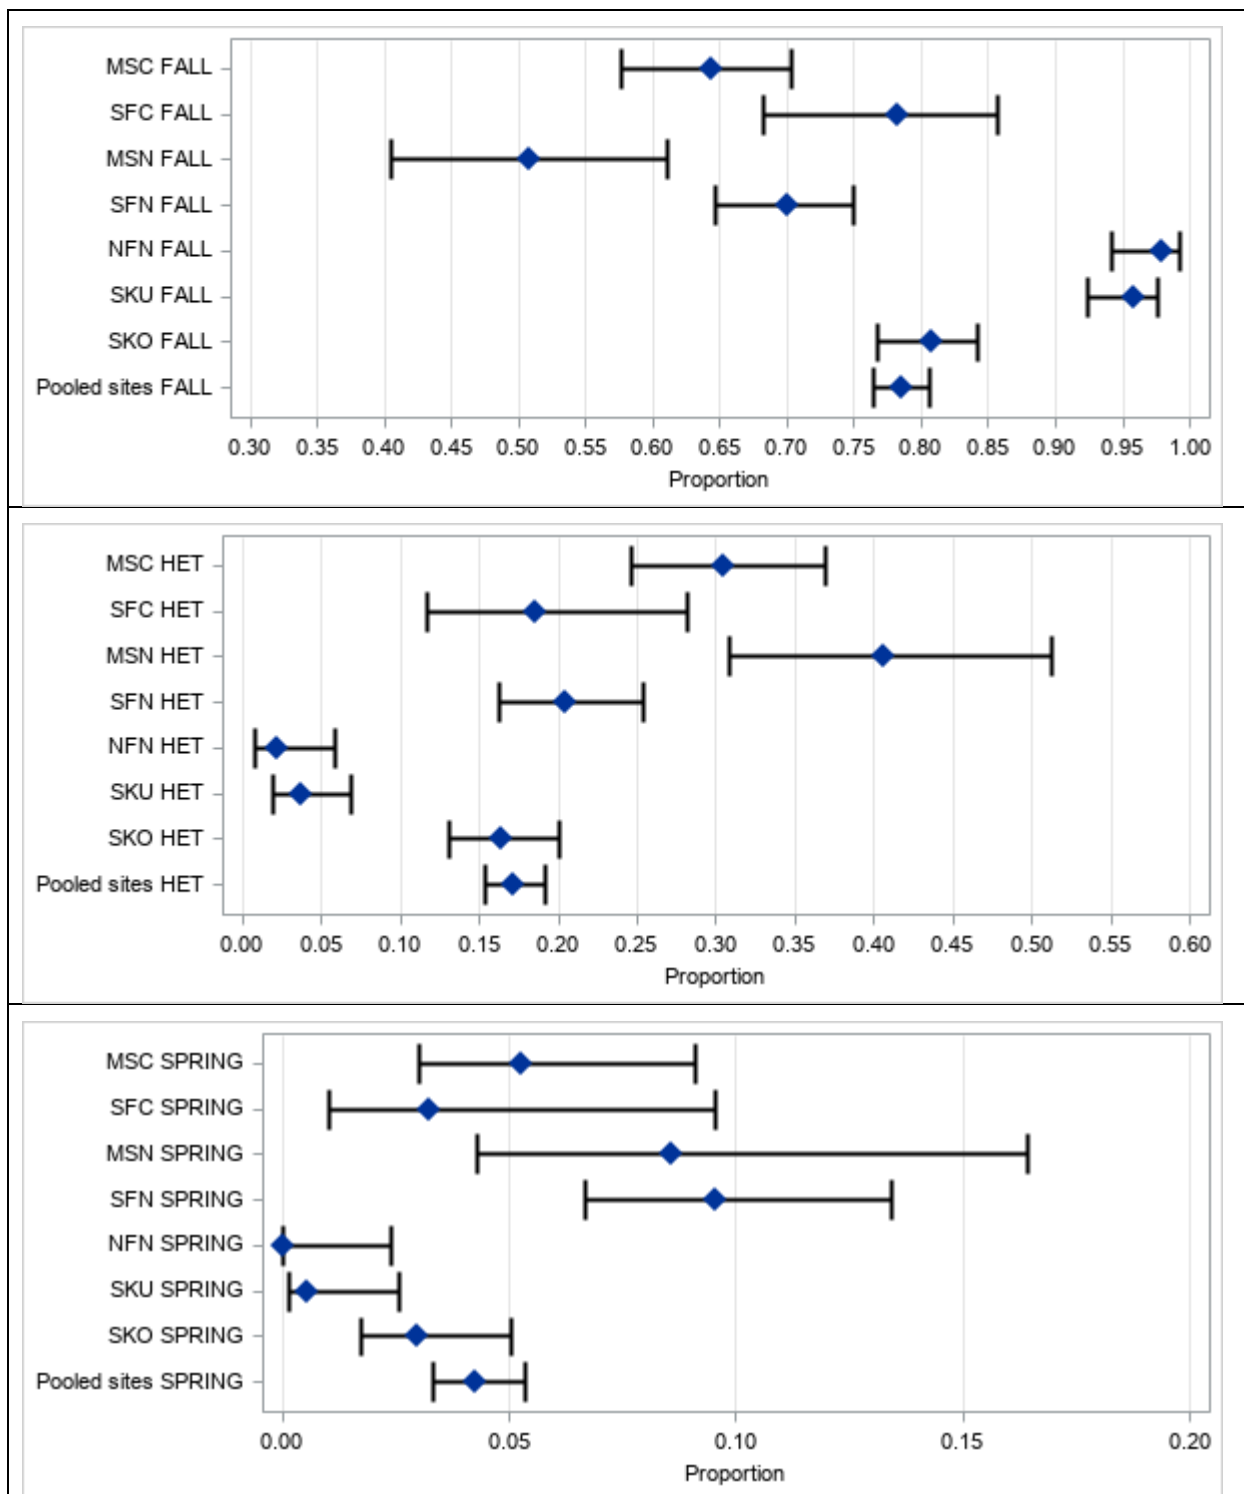 MSC FALL
SFC FALL
MSN FALL
SFN FALL
NFN FALL
SKU FALL
SKO FALL
Pooled sites FALL
0.30 0.35 0.40 0.45 0.50 0.55 0.60 0.65 0.70 0.75 0.80 0.85 0.90 0.95 1.00
Proportion
MSC HET
SFC HET
MSN HET
SFN HET
NFN HET
SKU HET
SKO HET
Pooled sites HET
0.00 0.05 0.10 0.15 0.20 0.25 0.30 0.35 0.40 0.45 0.50 0.55 0.60
Proportion
MSC SPRING
SFC SPRING
MSN SPRING
SFN SPRING
NFN SPRING
SKU SPRING
SKO SPRING
Pooled sites SPRING
0.00 0.05 0.10 0.15 0.20
Proportion